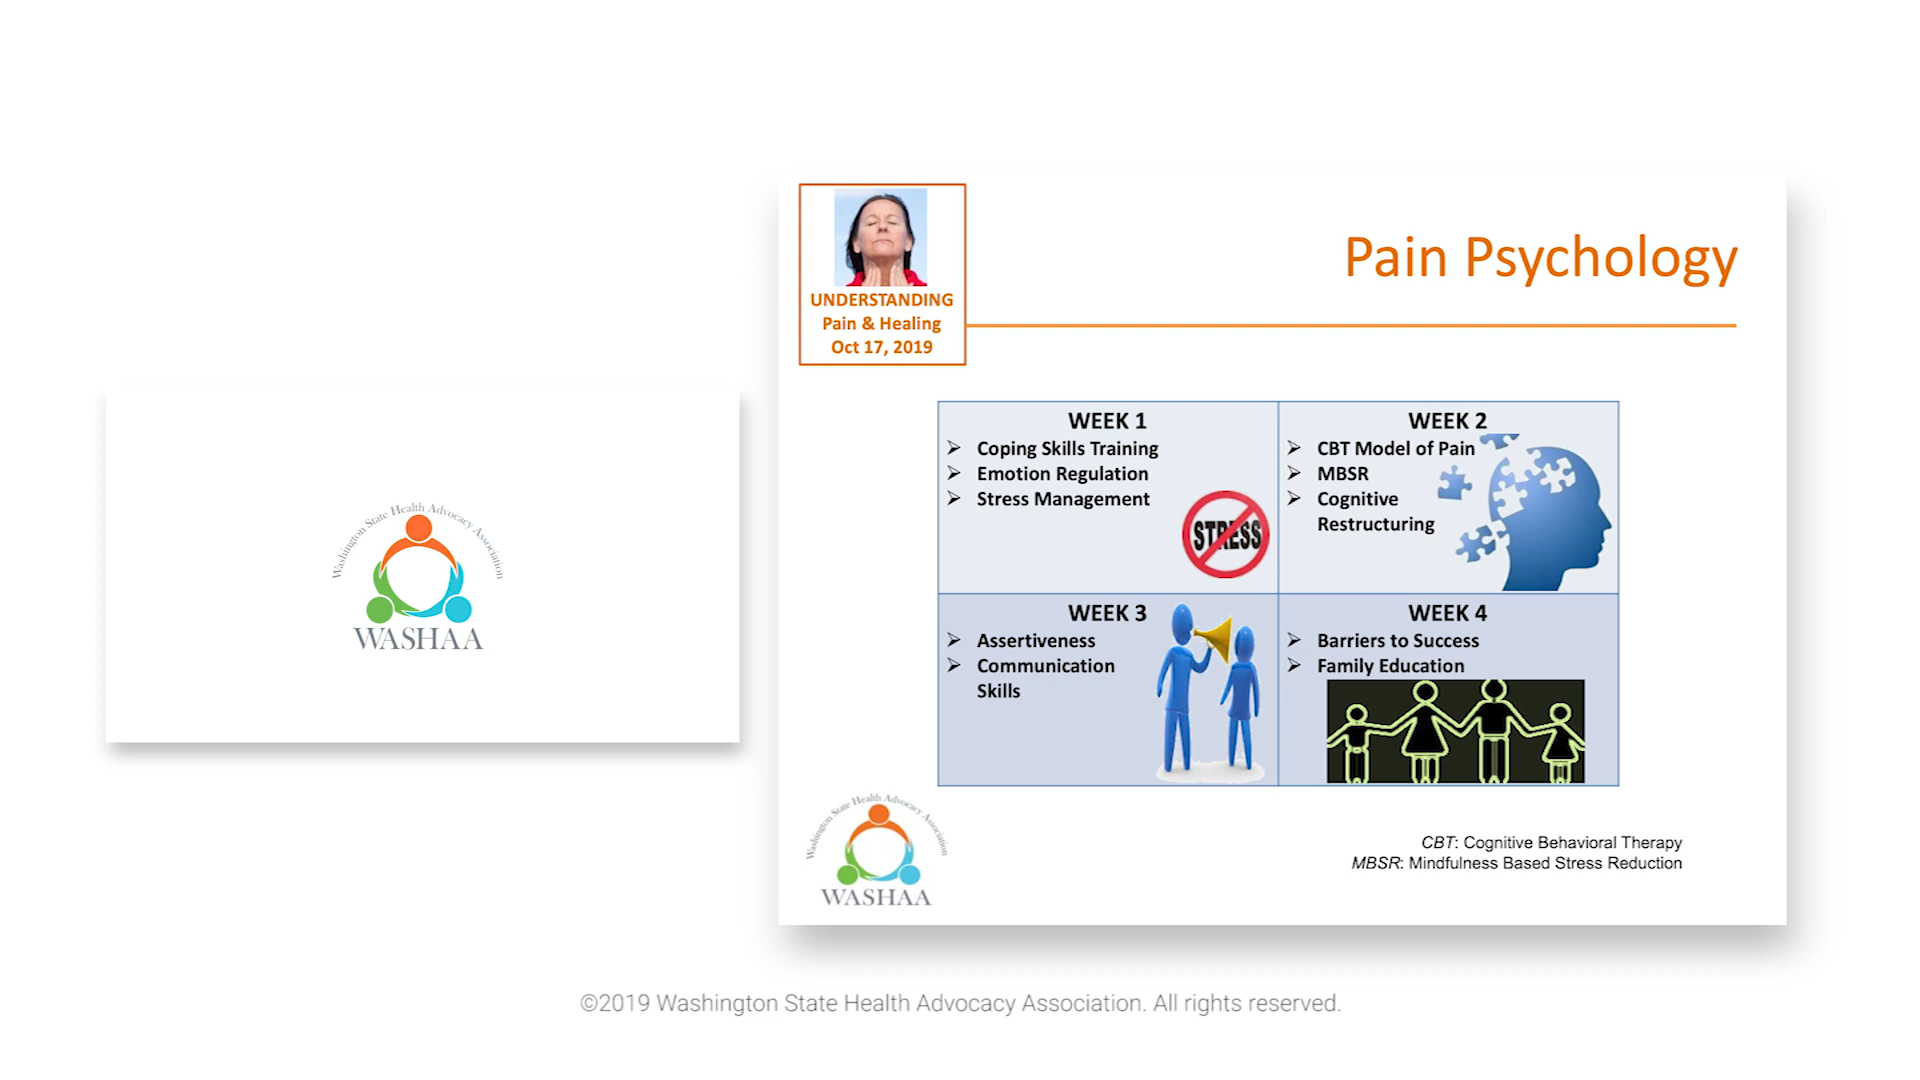 Washington State Health Advocacy Association
WASHAA
UNDERSTANDING
Pain & Healing
Oct 17, 2019
Pain Psychology
WEEK 1
➢ Coping Skills Training
➢ Emotion Regulation
➢ Stress Management
STRESS
WEEK 2
➢ CBT Model of Pain
➢ MBSR
➢ Cognitive
Restructuring
WEEK 3
➢ Assertiveness
➢ Communication
Skills
WEEK 4
➢ Barriers to Success
➢ Family Education
Washington State Health Advocacy Association
WASHAA
CBT: Cognitive Behavioral Therapy
MBSR: Mindfulness Based Stress Reduction
©2019 Washington State Health Advocacy Association. All rights reserved.